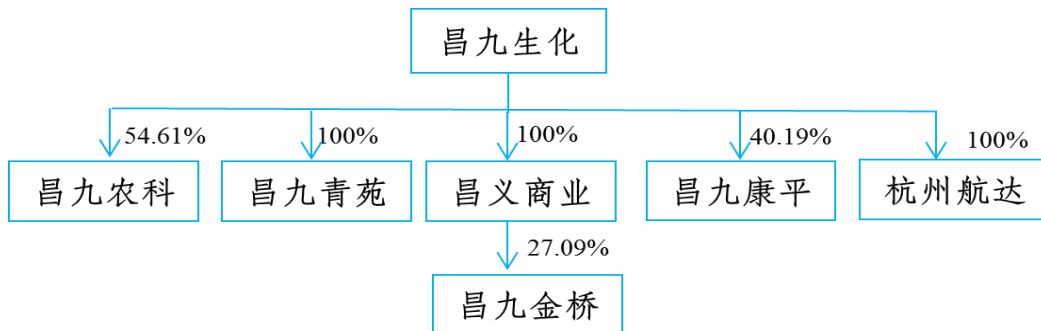 昌九生化
54.61%
100%
100%
40.19%
100%
昌九农科
昌九青苑
昌义商业
昌九康平
杭州航达
27.09%
昌九金桥